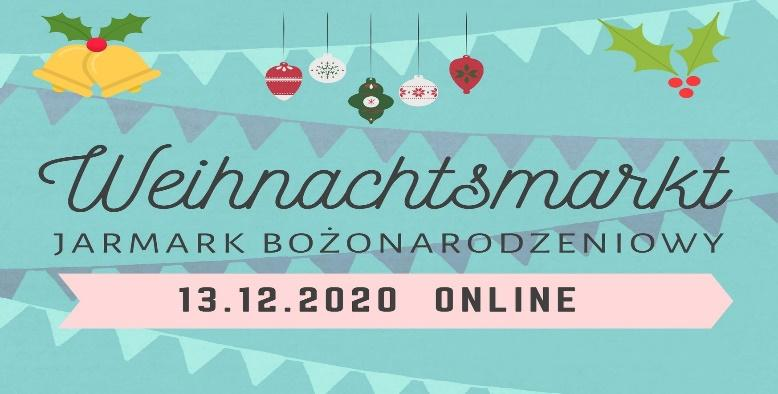 Weihnachtsmarkt
JARMARK BOŻONARODZENIOWY
13.12.2020 ONLINE